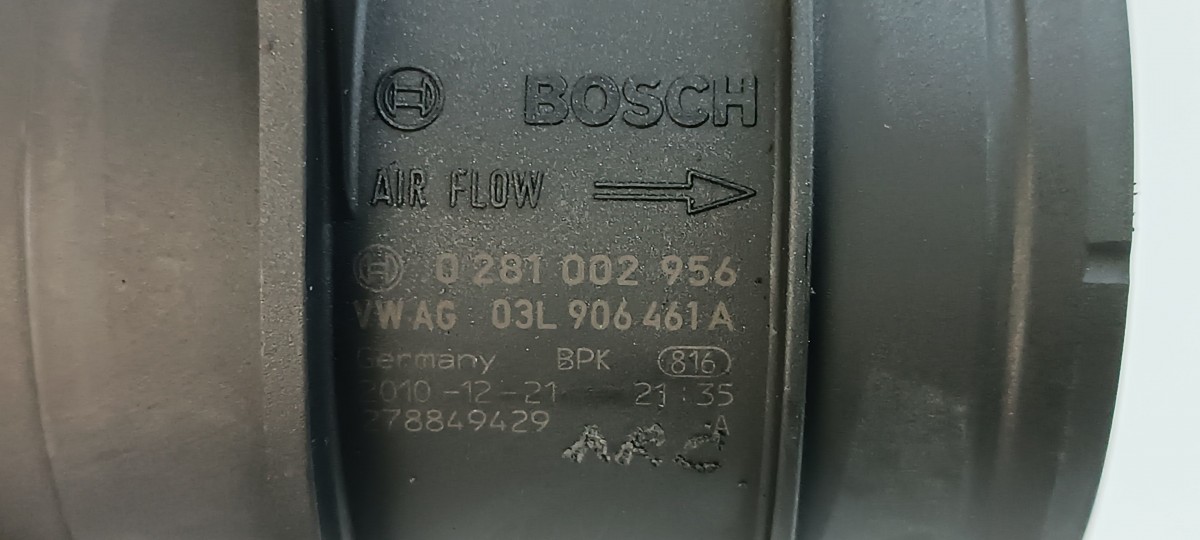 BOSCH
AIR FLOW
0 281 002 956
VW AG 03L 906 461 A
Germany BPK 816
2010-12-21 21:35
278849429 A